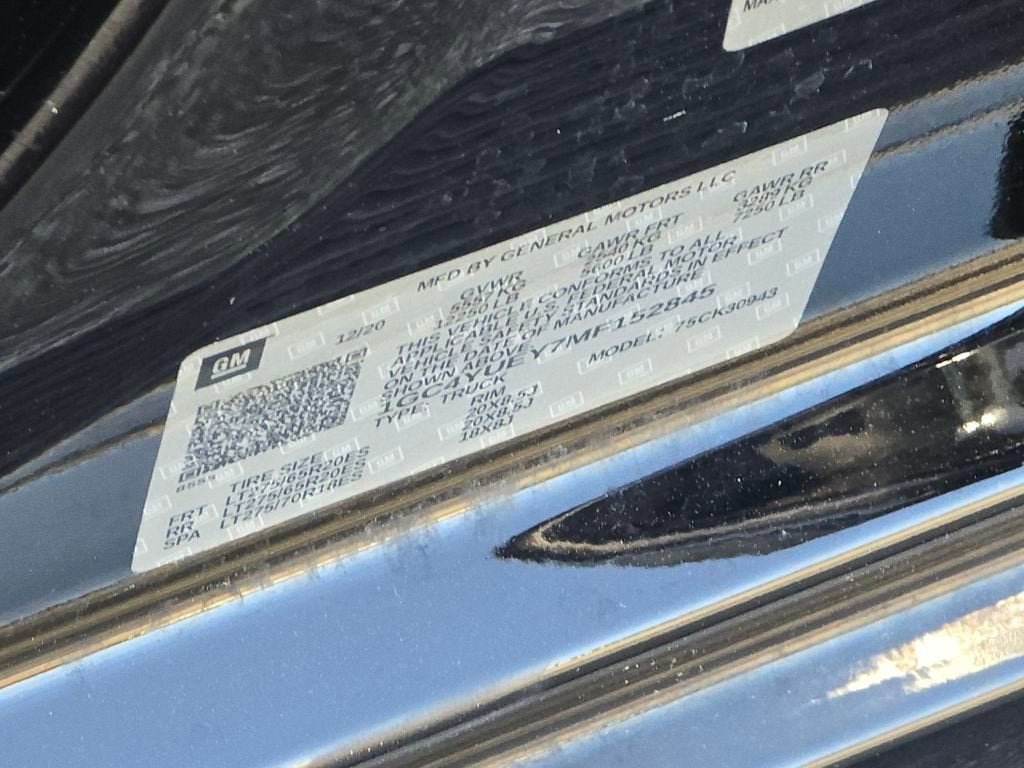 MAX
GM
12/20
MFD BY GENERAL MOTORS LLC
GVWR GAWR FRT GAWR RR
KG 2540 KG 3289 KG
LB 5600 LB 7250 LB
THIS VEHICLE CONFORMS TO ALL
APPLICABLE U.S. FEDERAL MOTOR
VEHICLE SAFETY STANDARDS IN EFFECT
ON THE DATE OF MANUFACTURE
SHOWN ABOVE
1GC4YUEY7MF152845
TYPE: TRUCK MODEL: 75CK30943
TIRE SIZE RIM
FRT LT275/65R20ES 20X8.5J
RR LT275/65R20ES 20X8.5J
SPA LT275/70R18ES 18X8J